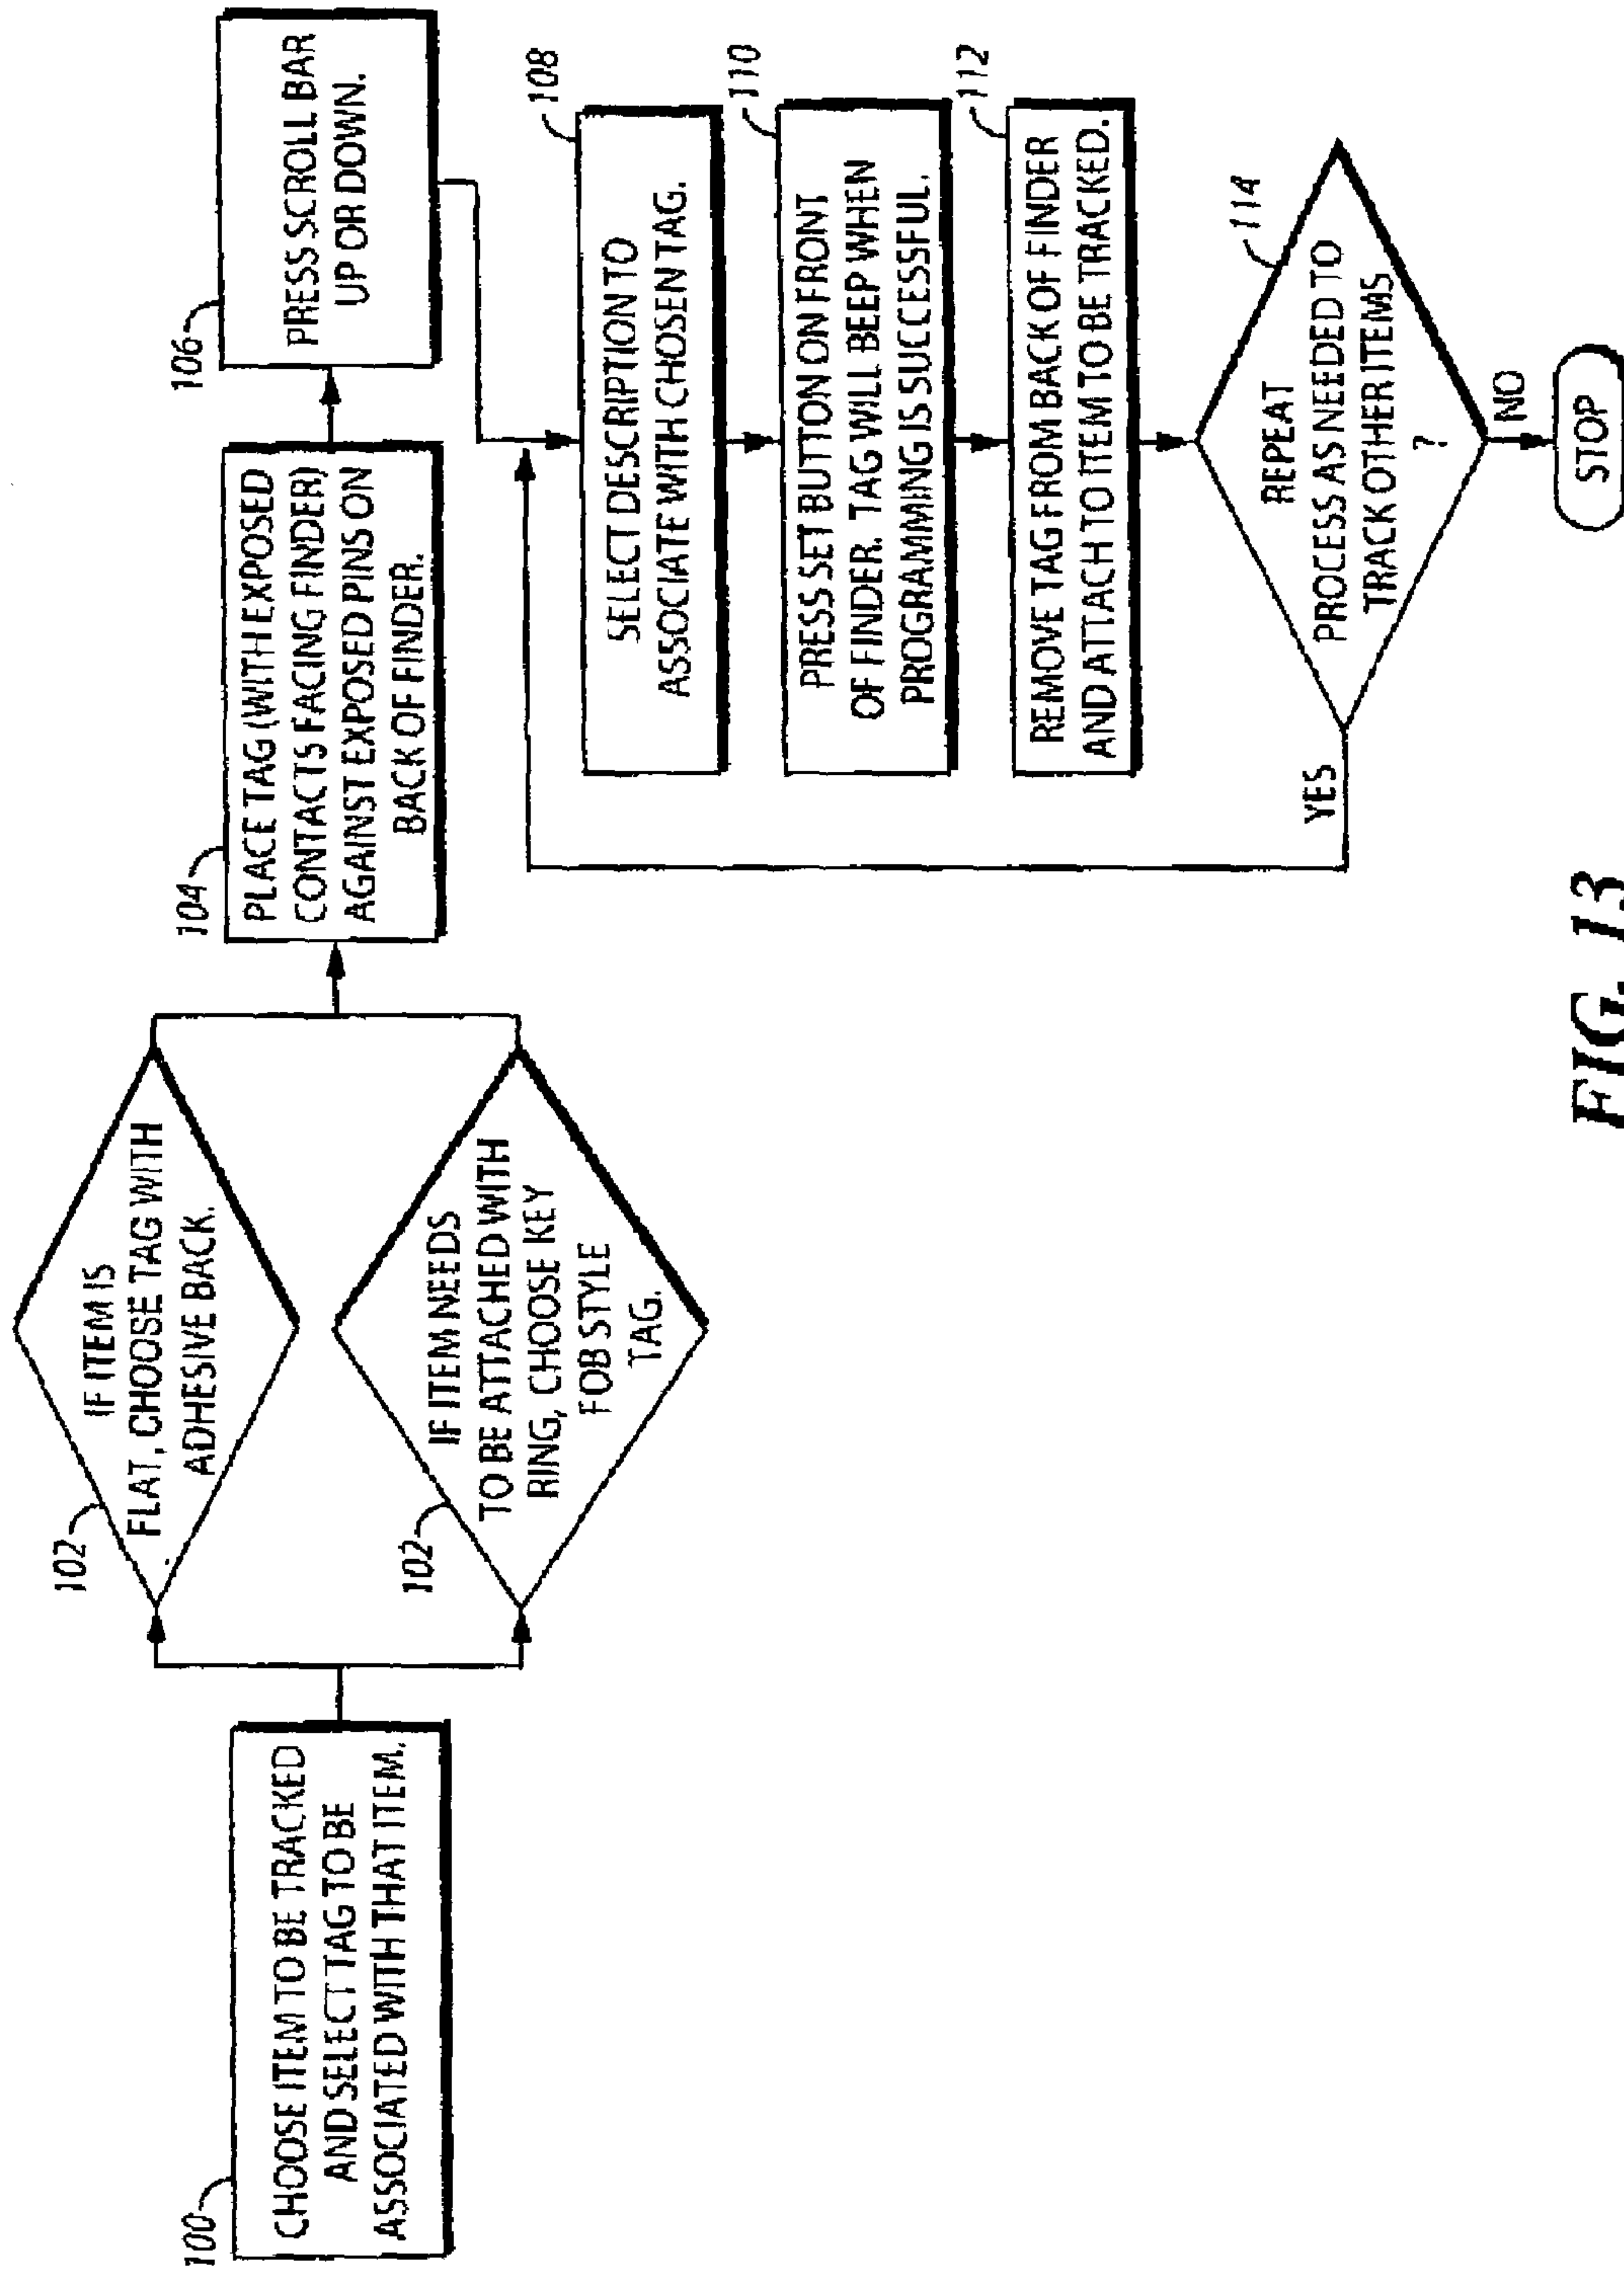 100
CHOOSE ITEM TO BE TRACKED
AND SELECT TAG TO BE
ASSOCIATED WITH THAT ITEM.
102
IF ITEM IS
FLAT, CHOOSE TAG WITH
ADHESIVE BACK.
102
IF ITEM NEEDS
TO BE ATTACHED WITH
RING, CHOOSE KEY
FOB STYLE
TAG.
104
PLACE TAG (WITH EXPOSED
CONTACTS FACING FINDER)
AGAINST EXPOSED PINS ON
BACK OF FINDER.
106
PRESS SCROLL BAR
UP OR DOWN.
108
SELECT DESCRIPTION TO
ASSOCIATE WITH CHOSEN TAG.
110
PRESS SET BUTTON ON FRONT
OF FINDER. TAG WILL BEEP WHEN
PROGRAMMING IS SUCCESSFUL.
112
REMOVE TAG FROM BACK OF FINDER
AND ATTACH TO ITEM TO BE TRACKED.
114
REPEAT
PROCESS AS NEEDED TO
TRACK OTHER ITEMS
?
YES
NO
STOP
FIG. 13